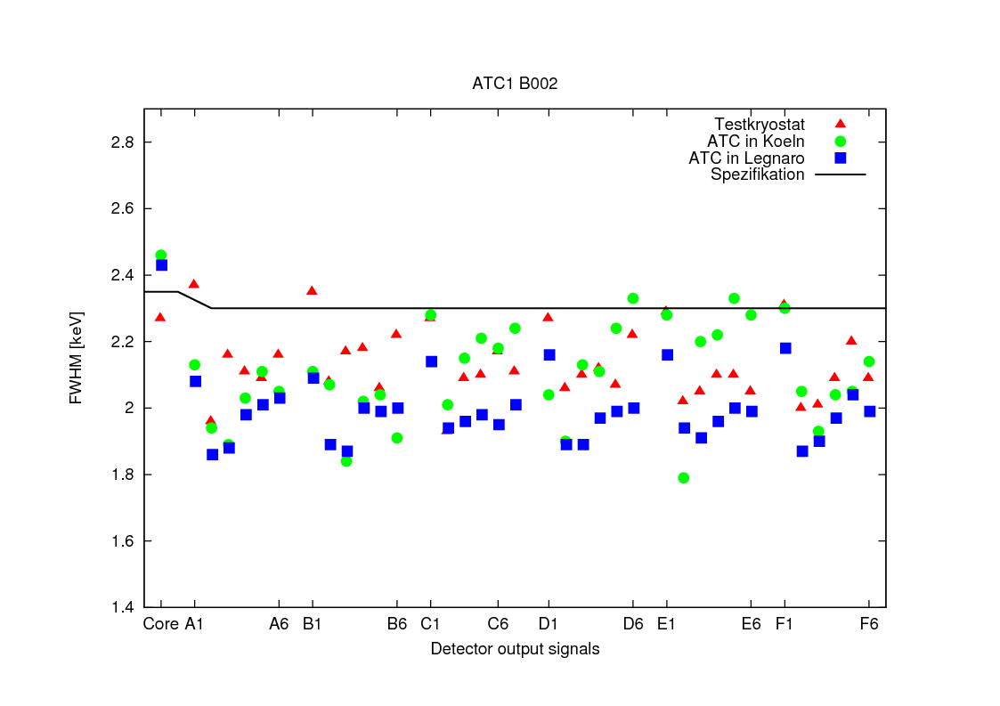 ATC1 B002
Testkryostat
ATC in Koeln
ATC in Legnaro
Spezifikation
2.8
2.6
2.4
2.2
2
1.8
1.6
1.4
FWHM [keV]
Core A1 A6 B1 B6 C1 C6 D1 D6 E1 E6 F1 F6
Detector output signals